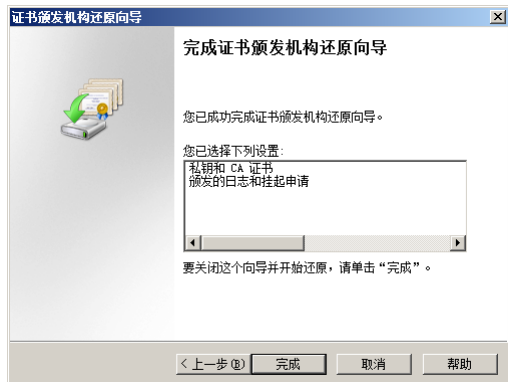 证书颁发机构还原向导
完成证书颁发机构还原向导
您已成功完成证书颁发机构还原向导。
您已选择下列设置:
私钥和 CA 证书
颁发的日志和挂起申请
要关闭这个向导并开始还原，请单击“完成”。
< 上一步(B)
完成
取消
帮助